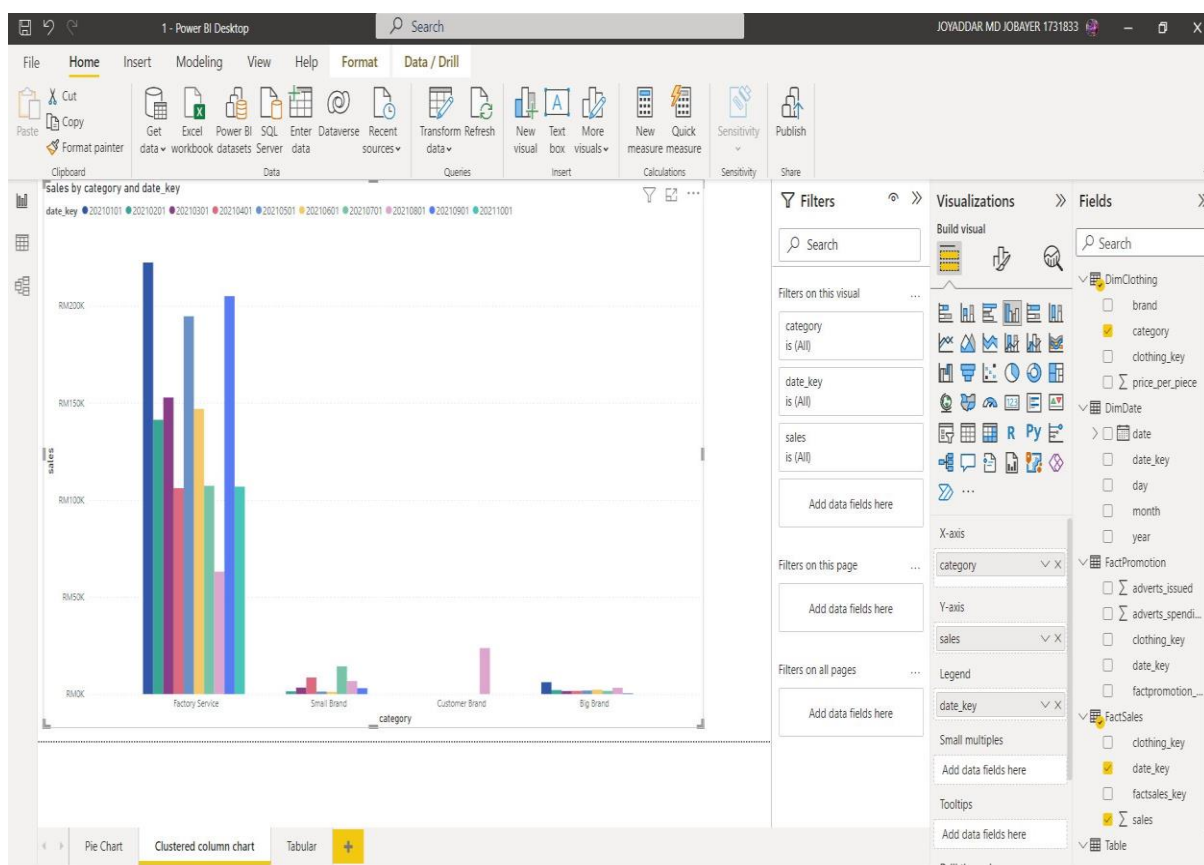 1 - Power BI Desktop
Search
JOYADDAR MD JOBAYER 1731833
File Home Insert Modeling View Help Format Data / Drill
Paste
Cut
Copy
Format painter
Clipboard
Get data
Excel workbook
Power BI datasets
SQL Server
Enter data
Dataverse
Recent sources
Data
Transform data
Refresh
Queries
New visual
Text box
More visuals
Insert
New measure
Quick measure
Calculations
Sensitivity
Sensitivity
Publish
Share
sales by category and date_key
date_key 20210101 20210201 20210301 20210401 20210501 20210601 20210701 20210801 20210901 20211001
RM200K
RM150K
RM100K
RM50K
RM0K
sales
Factory Service Small Brand Customer Brand Big Brand
category
Filters
Search
Filters on this visual ...
category
is (All)
date_key
is (All)
sales
is (All)
Add data fields here
Filters on this page ...
Add data fields here
Filters on all pages ...
Add data fields here
Visualizations
Build visual
123
R Py
...
X-axis
category
Y-axis
sales
Legend
date_key
Small multiples
Add data fields here
Tooltips
Add data fields here
Fields
Search
DimClothing
brand
category
clothing_key
∑ price_per_piece
DimDate
date
date_key
day
month
year
FactPromotion
∑ adverts_issued
∑ adverts_spendi...
clothing_key
date_key
factpromotion_...
FactSales
clothing_key
date_key
factsales_key
∑ sales
Table
Pie Chart Clustered column chart Tabular +